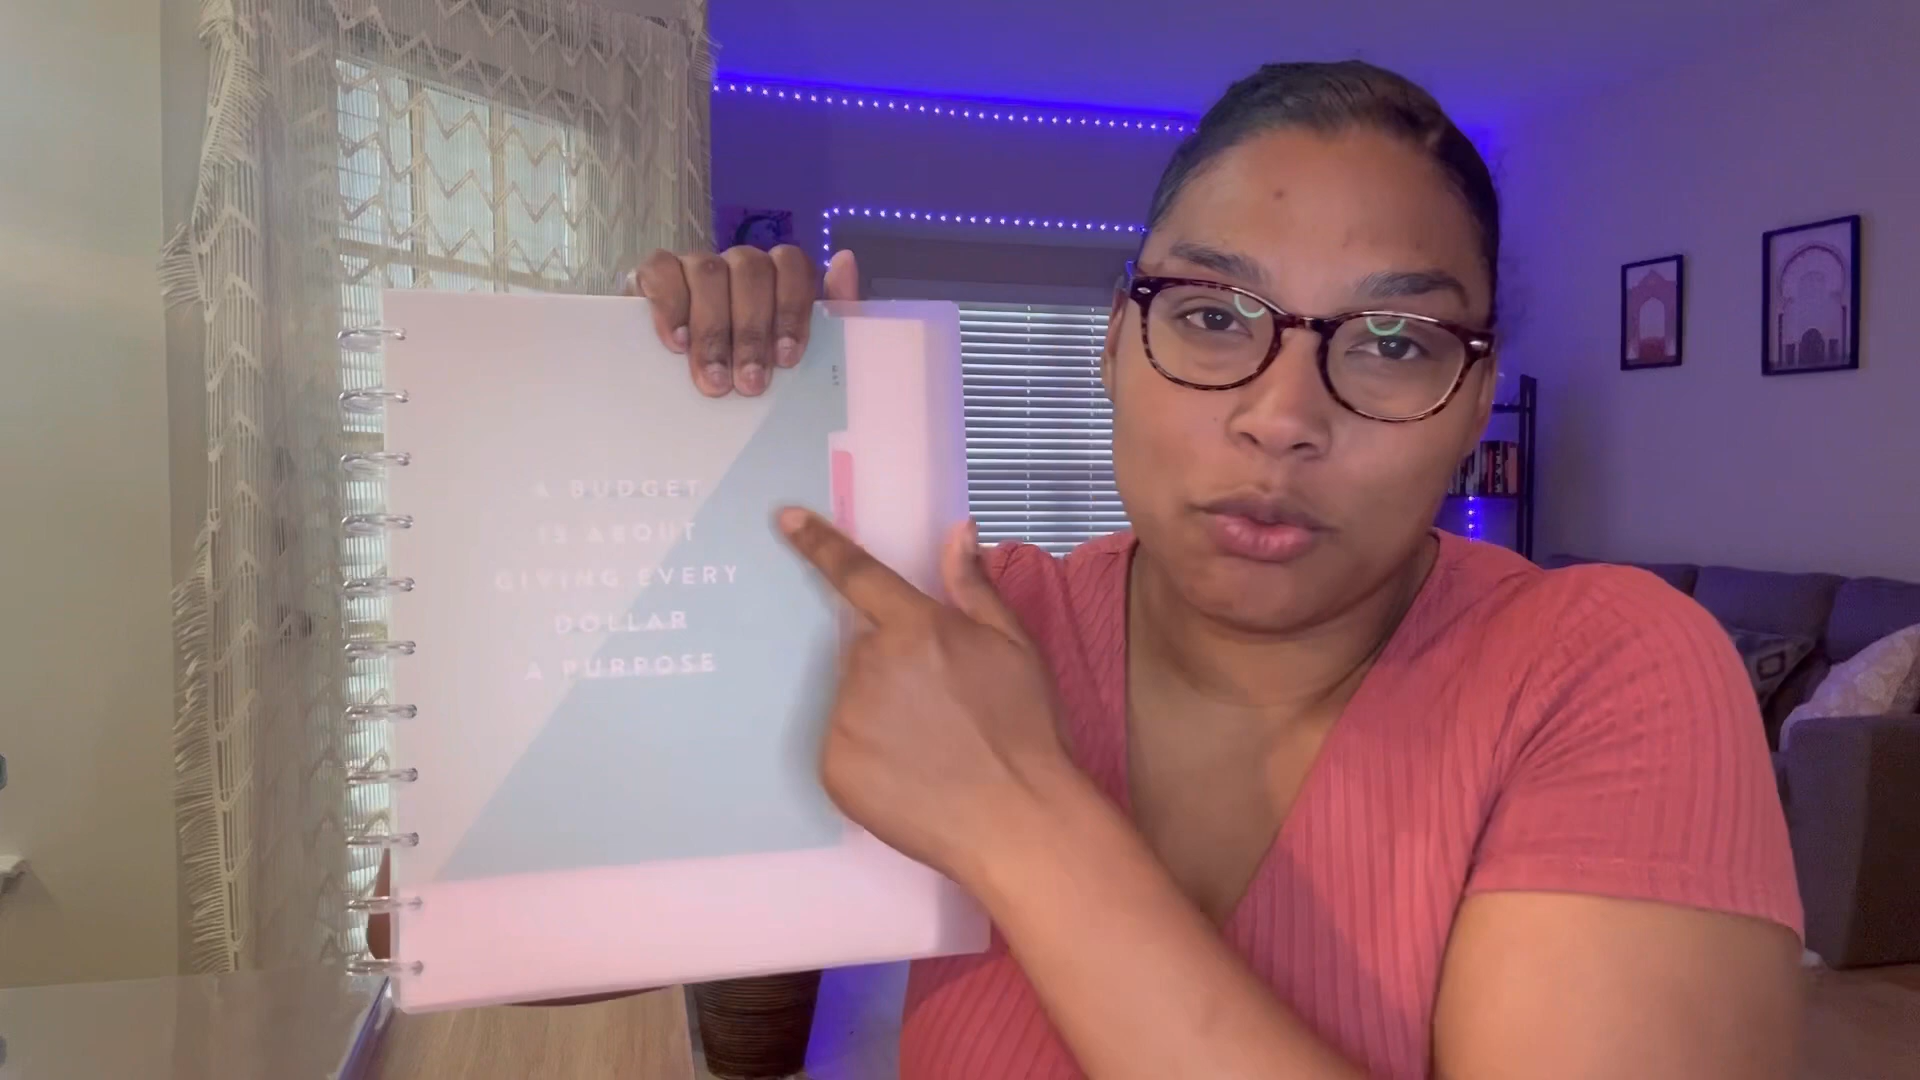 A BUDGET
IS ABOUT
GIVING EVERY
DOLLAR
A PURPOSE